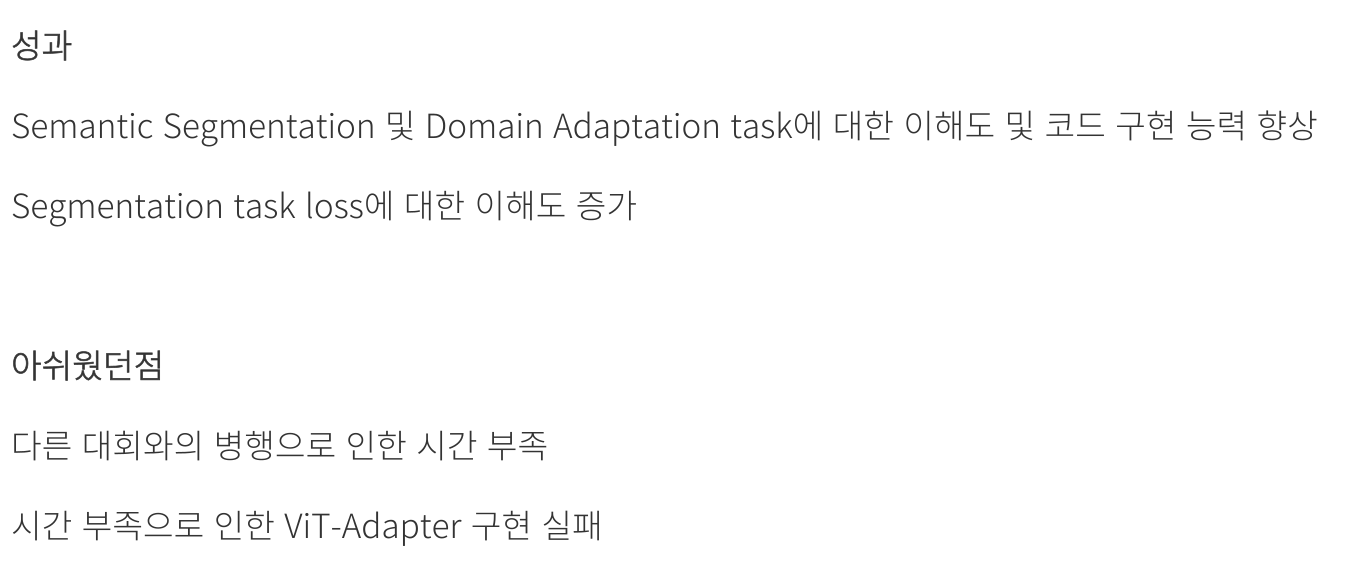 성과
Semantic Segmentation 및 Domain Adaptation task에 대한 이해도 및 코드 구현 능력 향상
Segmentation task loss에 대한 이해도 증가
아쉬웠던점
다른 대회와의 병행으로 인한 시간 부족
시간 부족으로 인한 ViT-Adapter 구현 실패